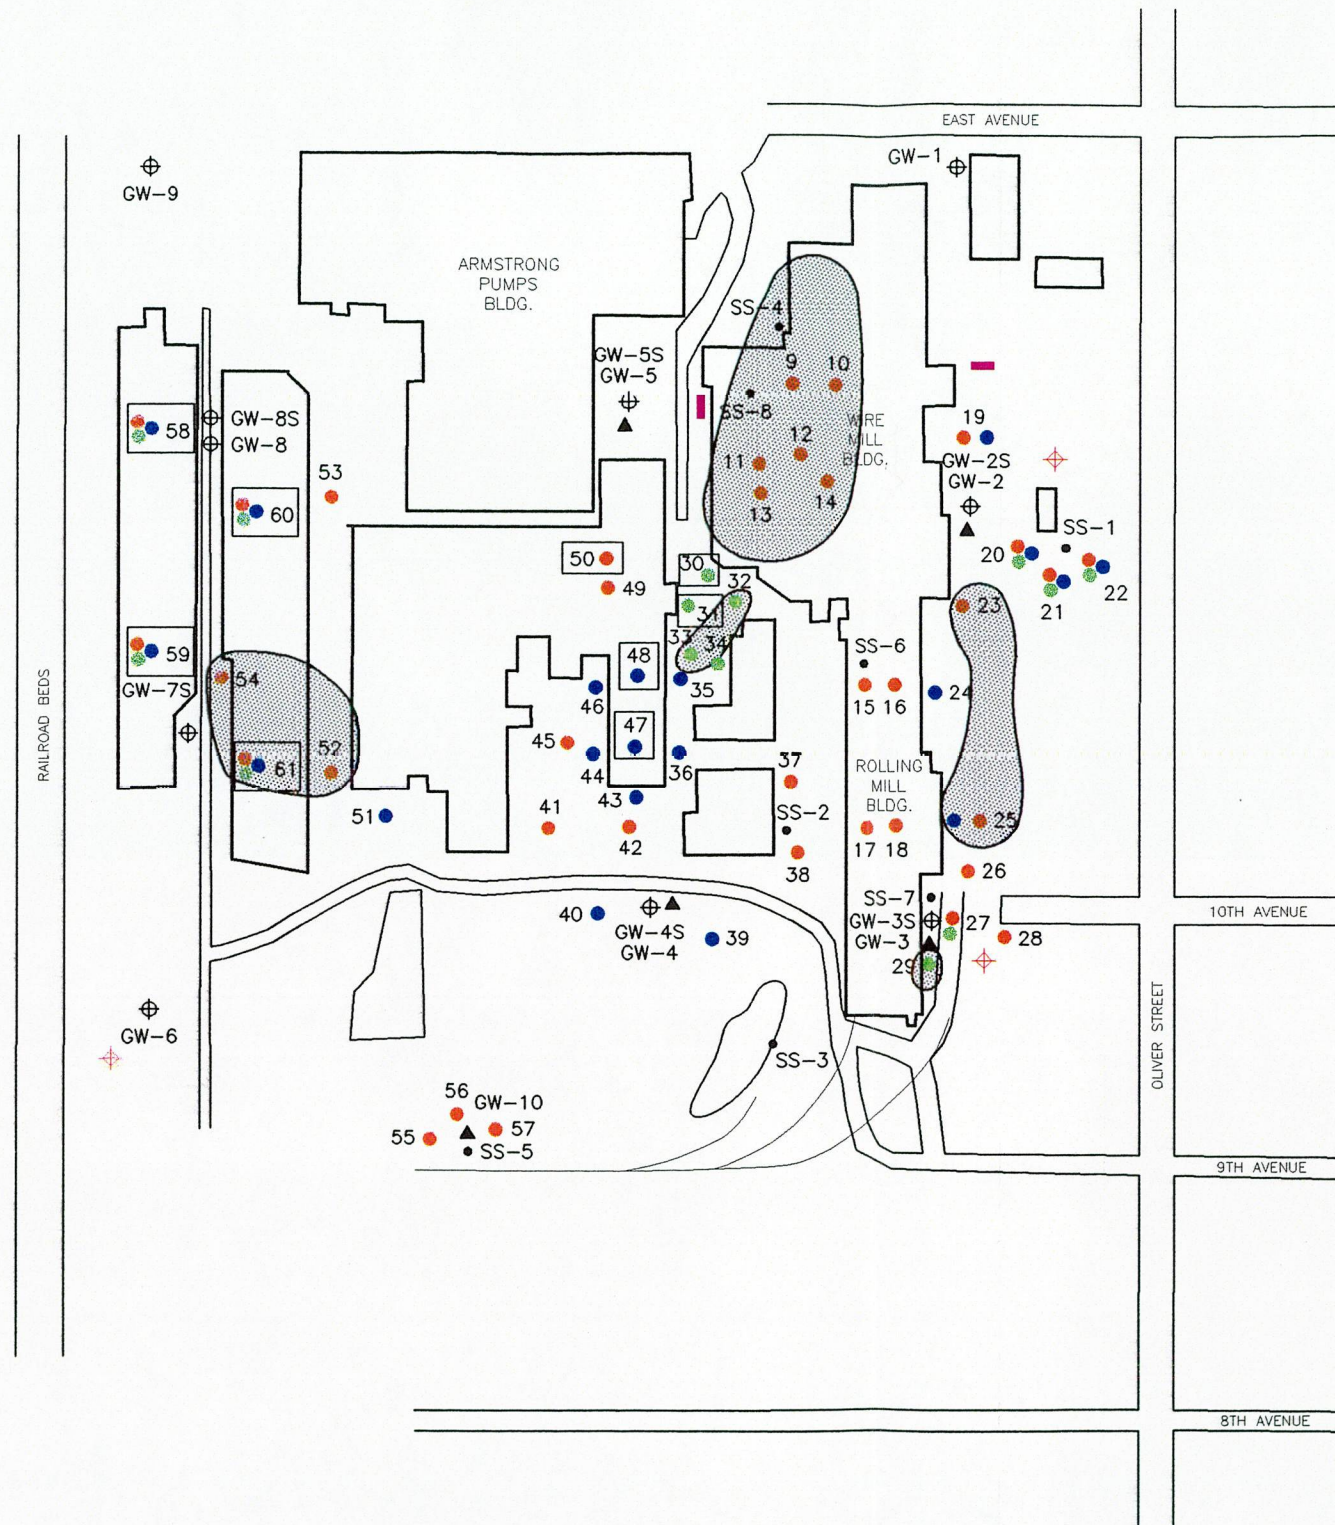 EAST AVENUE
GW-1
GW-9
ARMSTRONG
PUMPS
BLDG.
SS-4
GW-5S
GW-5
9
10
SS-8
WIRE
MILL
BLDG.
19
58
GW-8S
GW-8
12
11
GW-2S
GW-2
53
14
13
60
SS-1
20
50
30
22
49
32
21
31
23
33
34
SS-6
48
59
54
35
GW-7S
46
15
16
24
RAILROAD BEDS
47
45
52
44
36
37
ROLLING
MILL
BLDG.
61
43
51
41
SS-2
25
42
17
18
38
26
SS-7
40
GW-3S
27
10TH AVENUE
GW-4S
GW-4
39
GW-3
28
29
OLIVER STREET
GW-6
SS-3
56
GW-10
55
57
SS-5
9TH AVENUE
8TH AVENUE